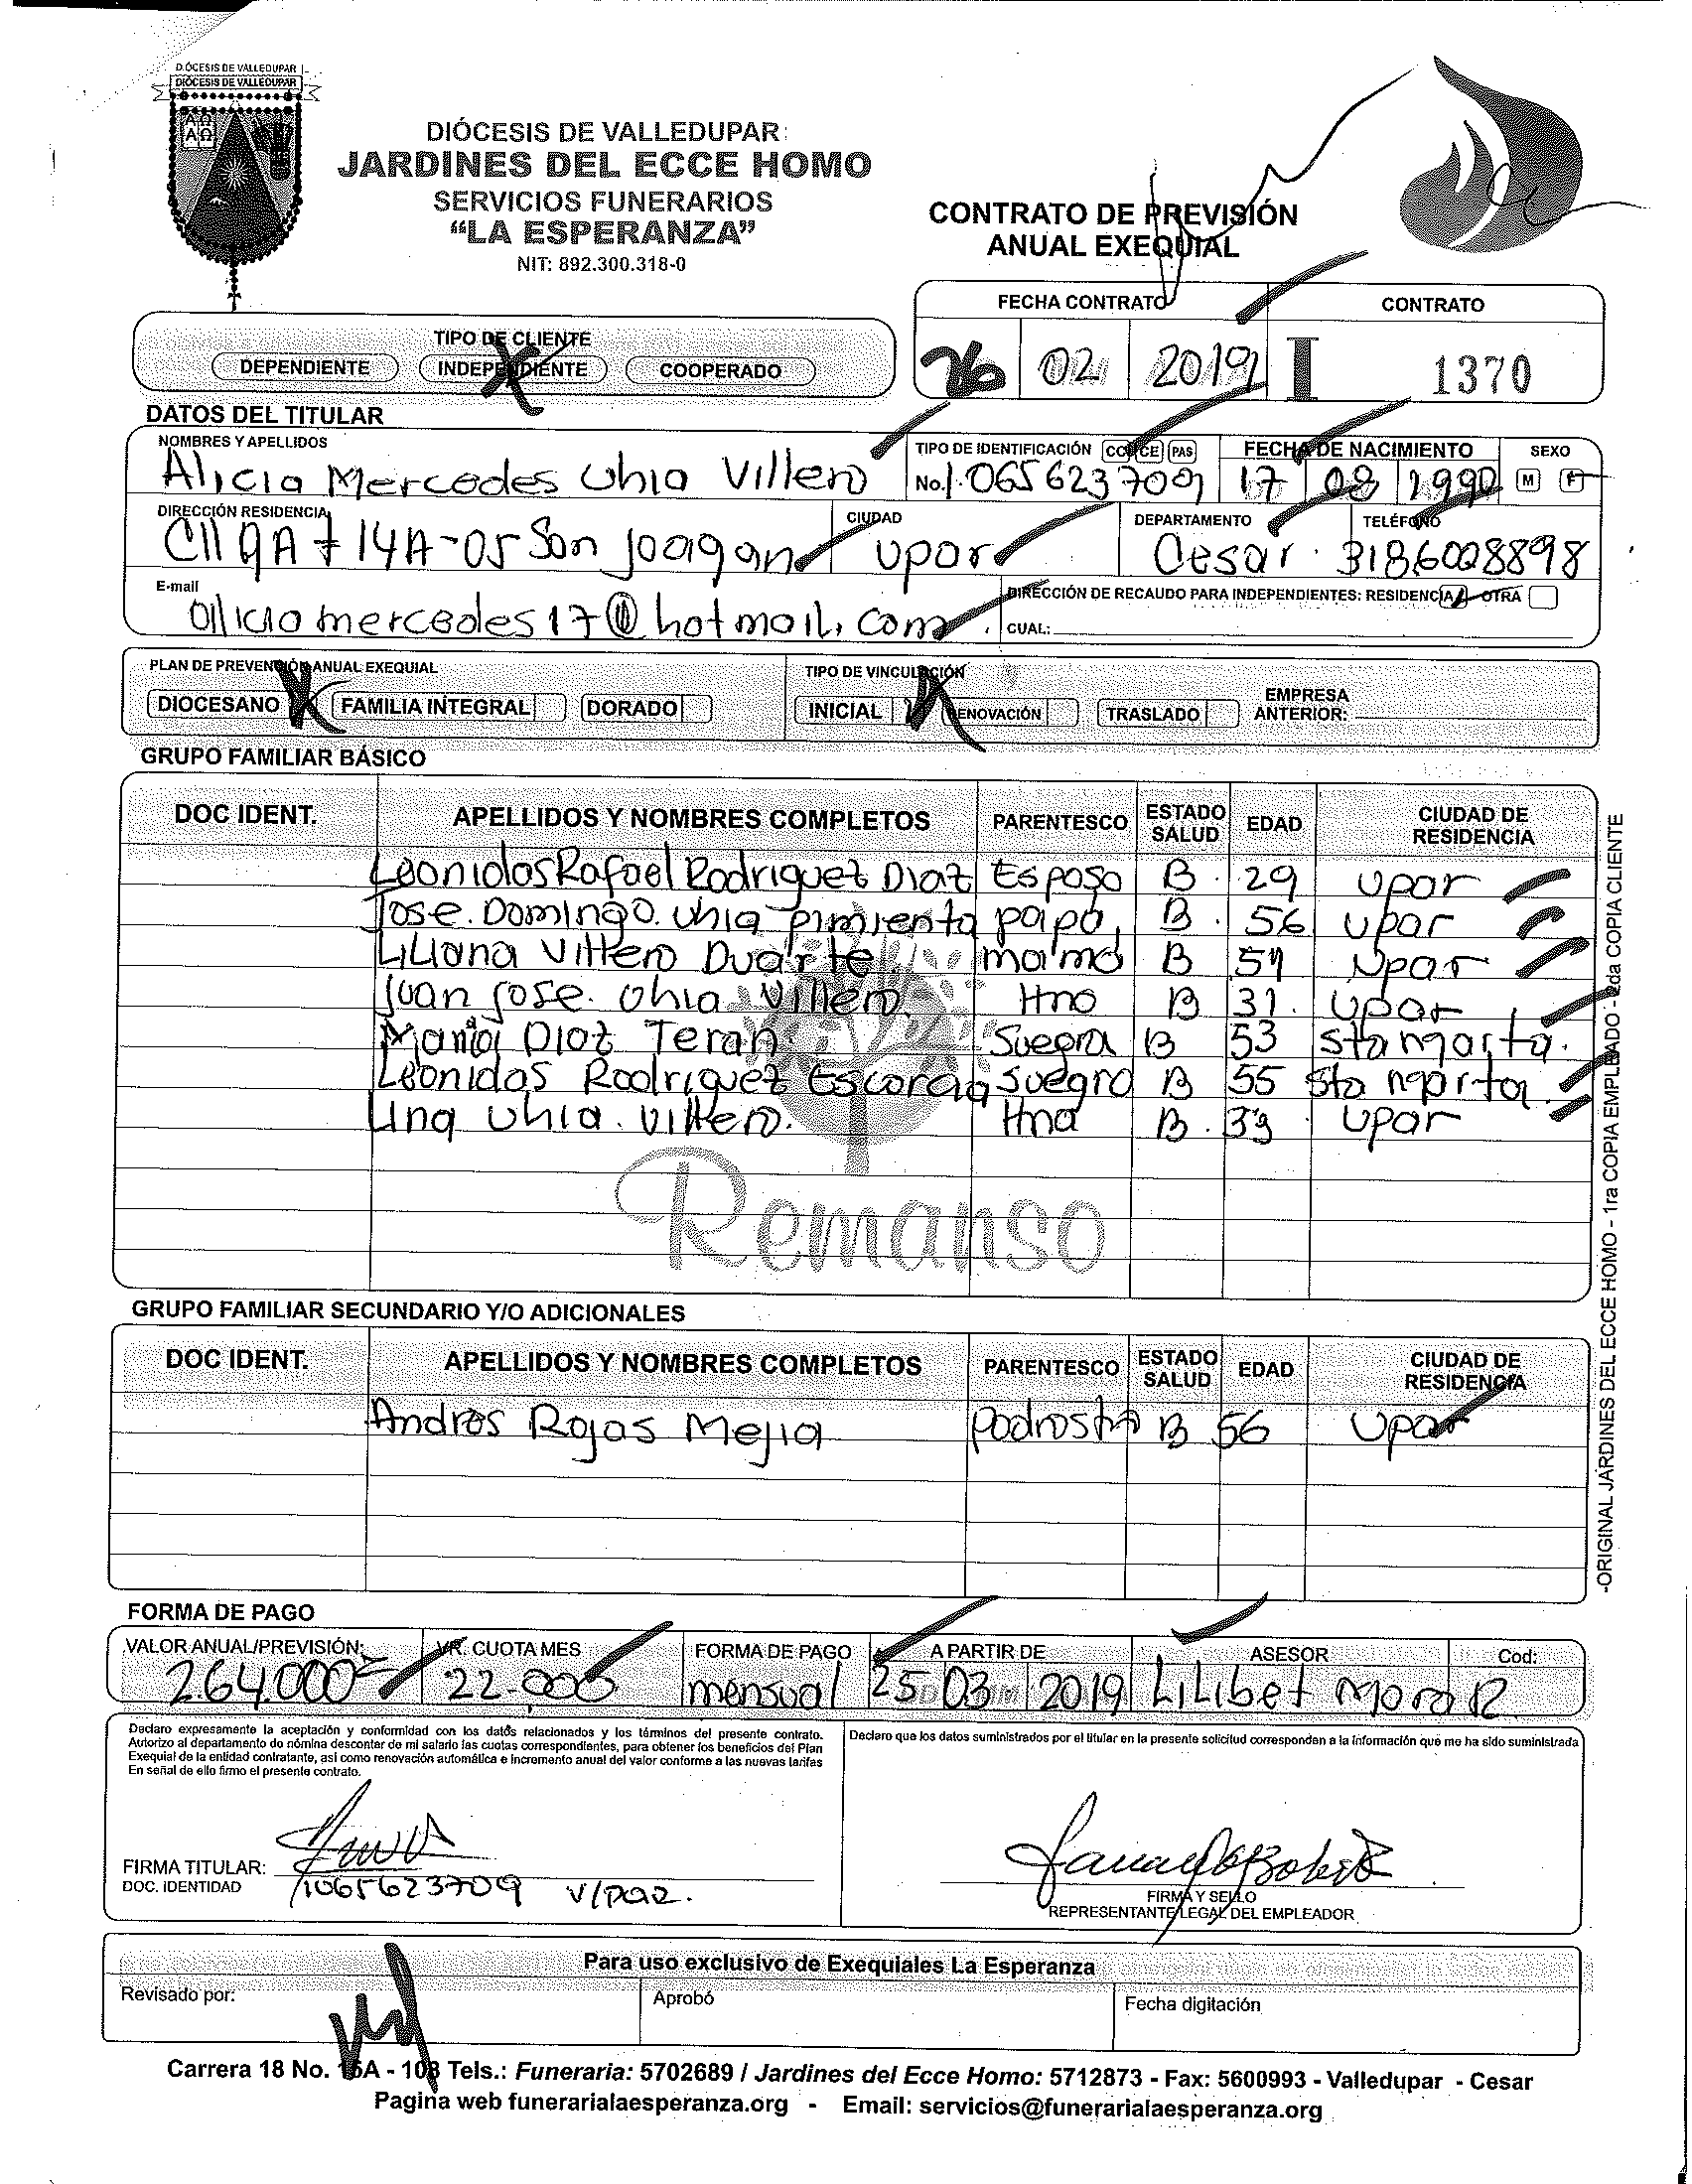 DIÓCESIS DE VALLEDUPAR
DIÓCESIS DE VALLEDUPAR
DIÓCESIS DE VALLEDUPAR:
JARDINES DEL ECCE HOMO
SERVICIOS FUNERARIOS
“LA ESPERANZA”
NIT: 892.300.318-0
CONTRATO DE PREVISIÓN
ANUAL EXEQUIAL
FECHA CONTRATO CONTRATO
26 02 2019 I 1370
TIPO DE CLIENTE
DEPENDIENTE INDEPENDIENTE COOPERADO
DATOS DEL TITULAR
NOMBRES Y APELLIDOS TIPO DE IDENTIFICACIÓN CC CE PAS FECHA DE NACIMIENTO SEXO
Alicia Mercedes Uhia Villero No. 1.065623709 17 08 1990 M F
DIRECCIÓN RESIDENCIA CIUDAD DEPARTAMENTO TELÉFONO
Cll 9A # 14A-05 San Joaqan Upar Cesar 3186008898
E-mail DIRECCIÓN DE RECAUDO PARA INDEPENDIENTES: RESIDENCIA OTRA
aliciamercedes17@hotmail.com CUAL:
PLAN DE PREVENCIÓN ANUAL EXEQUIAL TIPO DE VINCULACIÓN
DIOCESANO FAMILIA INTEGRAL DORADO INICIAL RENOVACIÓN TRASLADO EMPRESA ANTERIOR:
GRUPO FAMILIAR BÁSICO
DOC IDENT. APELLIDOS Y NOMBRES COMPLETOS PARENTESCO ESTADO SALUD EDAD CIUDAD DE RESIDENCIA
Leonidas Rafael Rodriguez Diaz Esposo B. 29 Upar
Jose. Domingo. Uhia Pimienta papa B. 56 Upar
Liliana Villero Duarte mama B Upar
Juan Jose. Uhia Villero. Hno B 31. Upar
Maria Diaz Teran. Suegra B 53 Sta marta.
Leonidas Rodriguez Escorcia Suegro B 55 Sta marta.
Lina Uhia. Villero. Hna B. 33 Upar
Remanso
GRUPO FAMILIAR SECUNDARIO Y/O ADICIONALES
DOC IDENT. APELLIDOS Y NOMBRES COMPLETOS PARENTESCO ESTADO SALUD EDAD CIUDAD DE RESIDENCIA
Andres Rojas Mejia Padrasto B 56 Upar
FORMA DE PAGO
VALOR ANUAL/PREVISIÓN: VR. CUOTA MES FORMA DE PAGO A PARTIR DE ASESOR Cod:
264.000 22.000 mensual 25 03 2019 Lilibet Mora R
Declaro expresamente la aceptación y conformidad con los datos relacionados y los términos del presente contrato.
Autorizo al departamento de nómina descontar de mi salario las cuotas correspondientes, para obtener los beneficios del Plan
Exequial de la entidad contratante, asi como renovación automática e incremento anual del valor conforme a las nuevas tarifas
En señal de ello firmo el presente contrato.
Declaro que los datos suministrados por el titular en la presente solicitud corresponden a la información que me ha sido suministrada
FIRMA TITULAR:
DOC. IDENTIDAD 1065623709 V/par.
FIRMA Y SELLO
REPRESENTANTE LEGAL DEL EMPLEADOR
Para uso exclusivo de Exequiales La Esperanza
Revisado por: Aprobó Fecha digitación
Carrera 18 No. 16A - 108 Tels.: Funeraria: 5702689 / Jardines del Ecce Homo: 5712873 - Fax: 5600993 - Valledupar - Cesar
Pagina web funerarialaesperanza.org - Email: servicios@funerarialaesperanza.org
-ORIGINAL JARDINES DEL ECCE HOMO - 1ra COPIA EMPLEADO - 2da COPIA CLIENTE